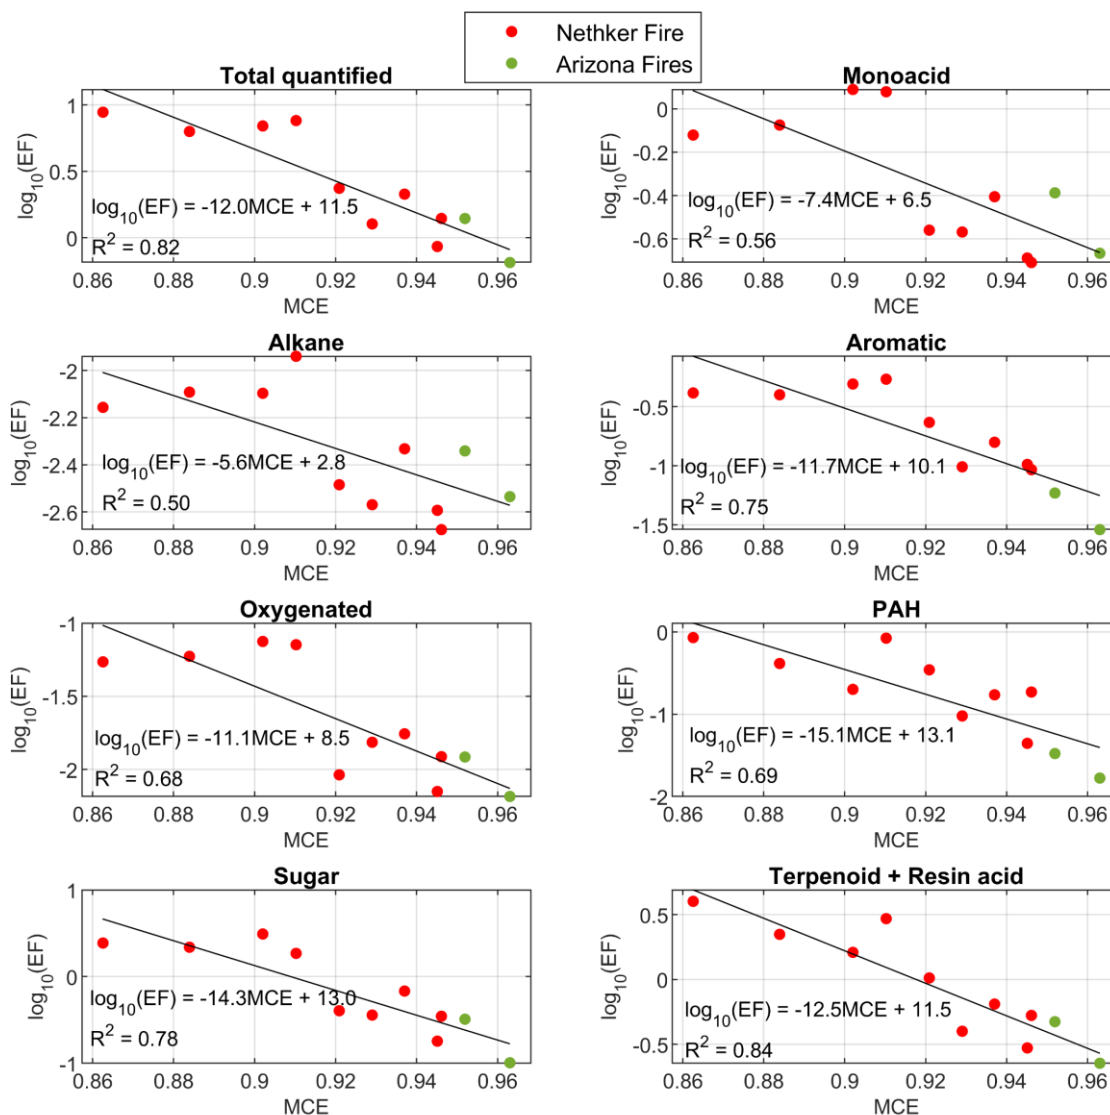 Nethker Fire
Arizona Fires
Total quantified
log10(EF)
1
0.5
0
log10(EF) = -12.0MCE + 11.5
R2 = 0.82
0.86 0.88 0.9 0.92 0.94 0.96
MCE
Monoacid
log10(EF)
0
-0.2
-0.4
-0.6
log10(EF) = -7.4MCE + 6.5
R2 = 0.56
0.86 0.88 0.9 0.92 0.94 0.96
MCE
Alkane
log10(EF)
-2
-2.2
-2.4
-2.6
log10(EF) = -5.6MCE + 2.8
R2 = 0.50
0.86 0.88 0.9 0.92 0.94 0.96
MCE
Aromatic
log10(EF)
-0.5
-1.0
-1.5
log10(EF) = -11.7MCE + 10.1
R2 = 0.75
0.86 0.88 0.9 0.92 0.94 0.96
MCE
Oxygenated
log10(EF)
-1
-1.5
-2
log10(EF) = -11.1MCE + 8.5
R2 = 0.68
0.86 0.88 0.9 0.92 0.94 0.96
MCE
PAH
log10(EF)
0
-1
-2
log10(EF) = -15.1MCE + 13.1
R2 = 0.69
0.86 0.88 0.9 0.92 0.94 0.96
MCE
Sugar
log10(EF)
1
0
-1
log10(EF) = -14.3MCE + 13.0
R2 = 0.78
0.86 0.88 0.9 0.92 0.94 0.96
MCE
Terpenoid + Resin acid
log10(EF)
0.5
0
-0.5
log10(EF) = -12.5MCE + 11.5
R2 = 0.84
0.86 0.88 0.9 0.92 0.94 0.96
MCE